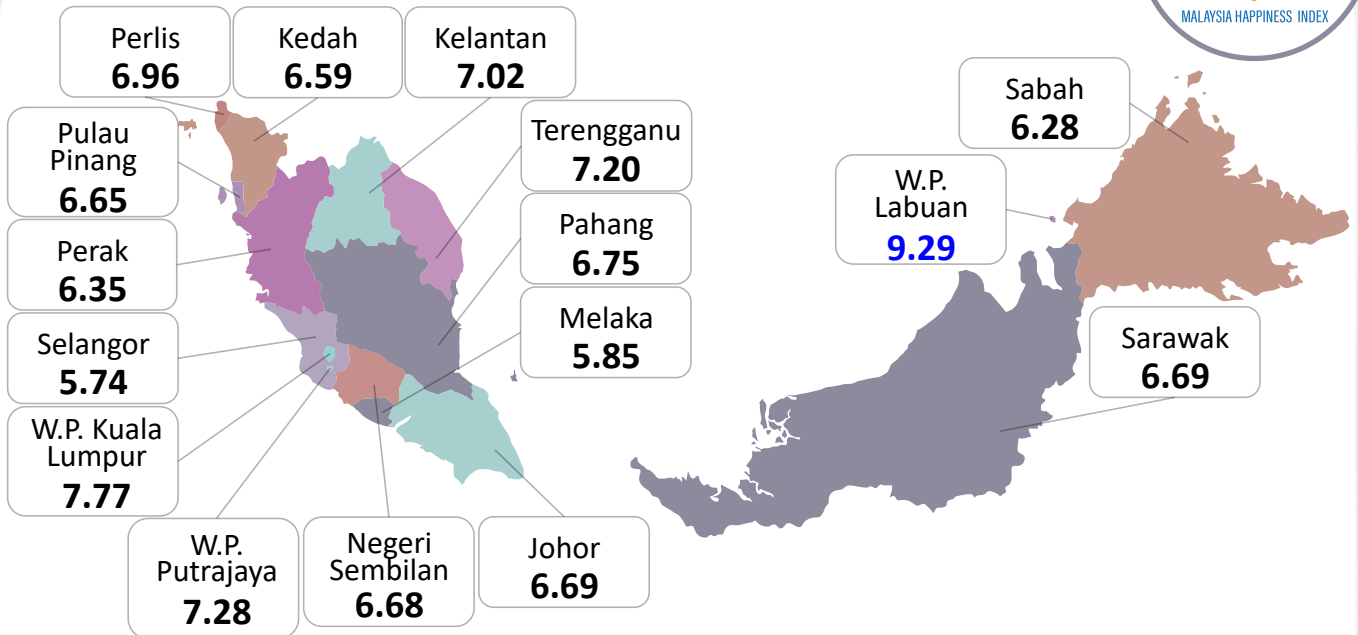 MALAYSIA HAPPINESS INDEX
Perlis
6.96
Kedah
6.59
Kelantan
7.02
Pulau
Pinang
6.65
Terengganu
7.20
Perak
6.35
Pahang
6.75
Selangor
5.74
Melaka
5.85
W.P. Kuala
Lumpur
7.77
W.P.
Putrajaya
7.28
Negeri
Sembilan
6.68
Johor
6.69
Sabah
6.28
W.P.
Labuan
9.29
Sarawak
6.69